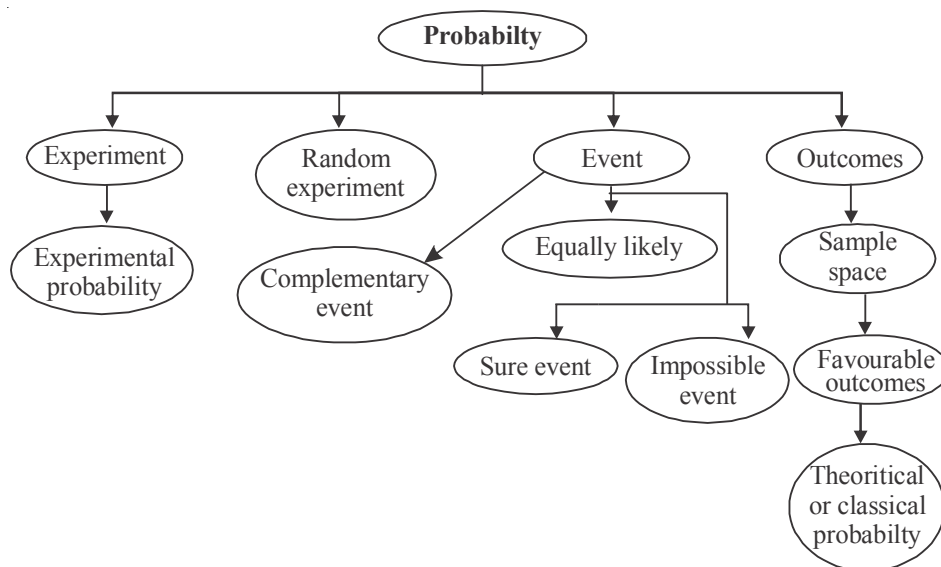 Probabilty
Experiment
Random
experiment
Event
Outcomes
Experimental
probability
Complementary
event
Equally likely
Sample
space
Sure event
Impossible
event
Favourable
outcomes
Theoritical
or classical
probabilty